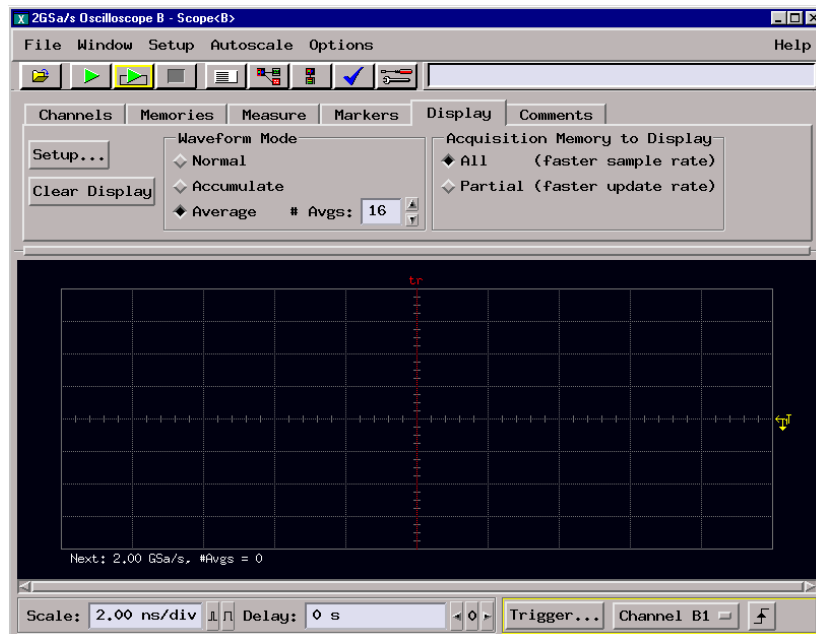 2GSa/s Oscilloscope B - Scope<B>
File Window Setup Autoscale Options Help
Channels Memories Measure Markers Display Comments
Waveform Mode Acquisition Memory to Display
Setup... Normal All (faster sample rate)
Clear Display Accumulate Partial (faster update rate)
Average # Avgs: 16
tr
T
Next: 2.00 GSa/s, #Avgs = 0
Scale: 2.00 ns/div Delay: 0 s 0 Trigger... Channel B1